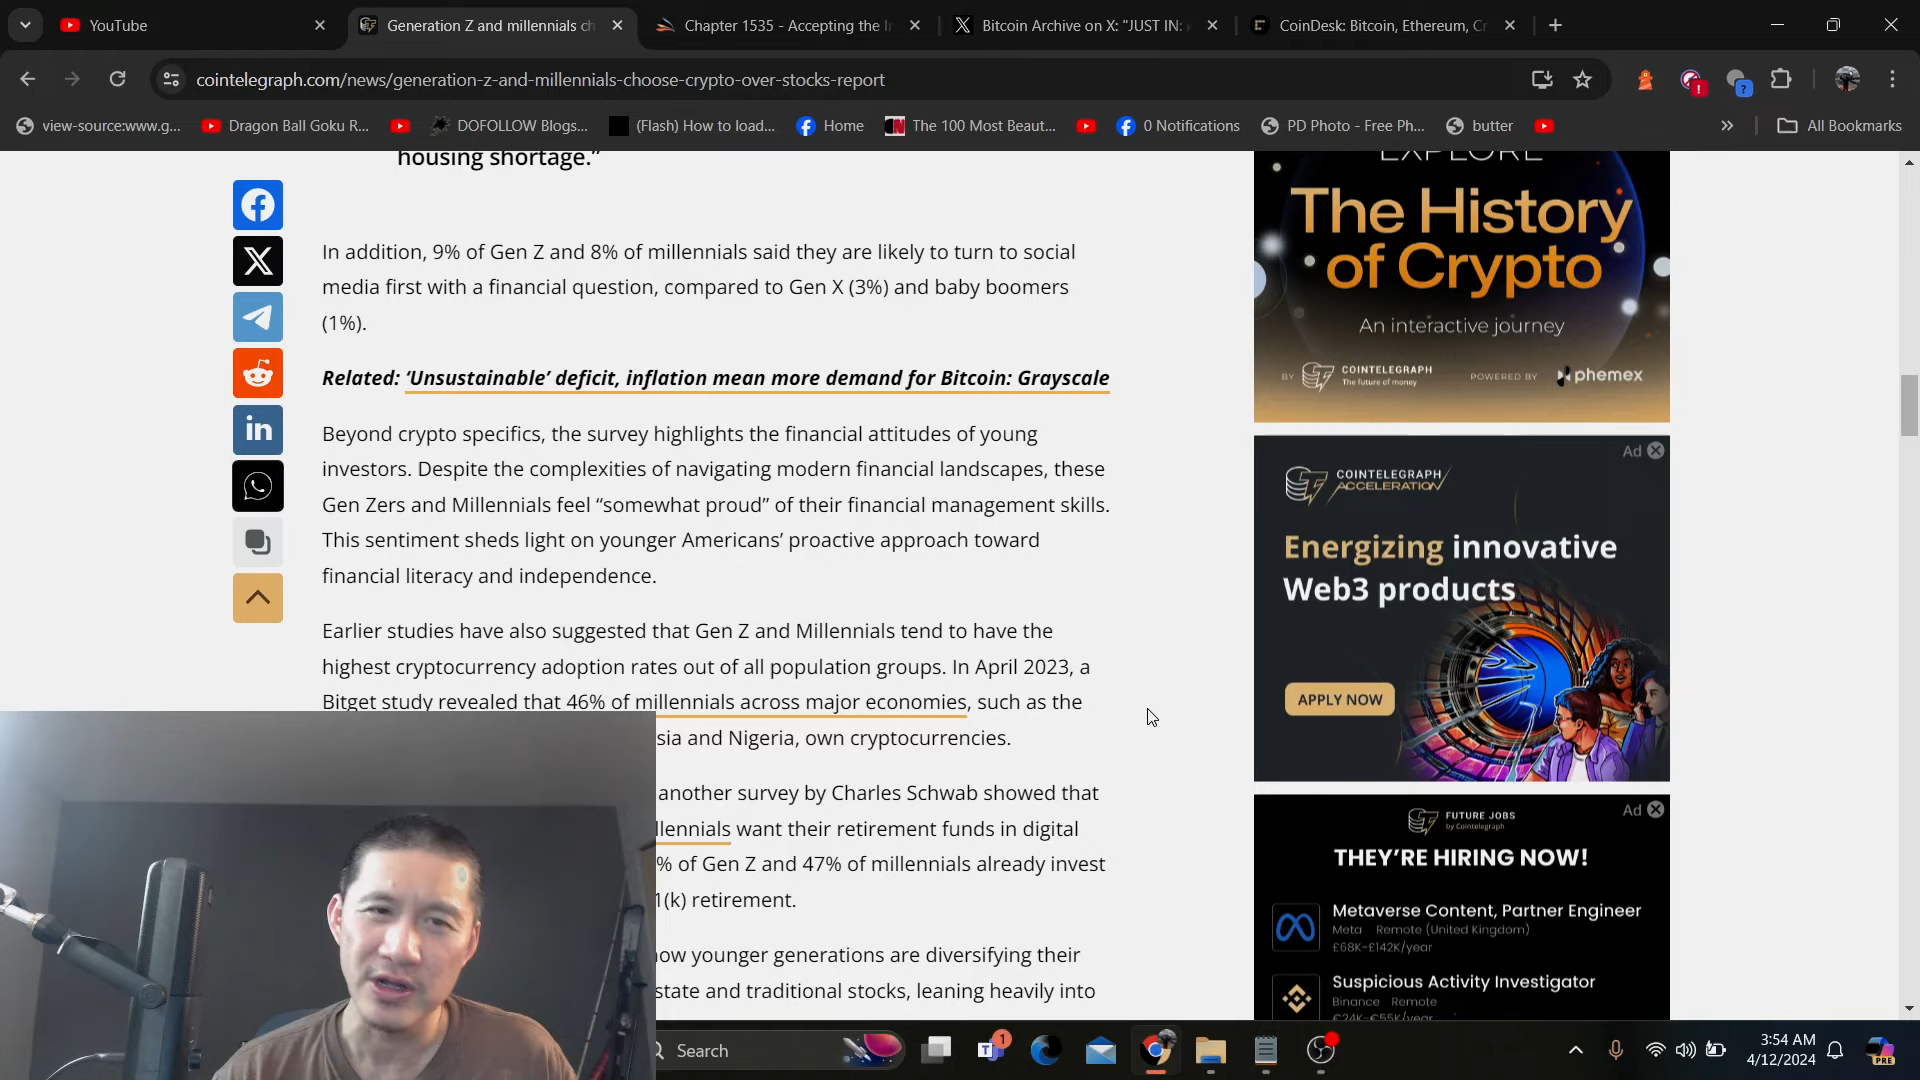 YouTube
Generation Z and millennials ch
Chapter 1535 - Accepting the I
Bitcoin Archive on X: "JUST IN:
CoinDesk: Bitcoin, Ethereum, Cr
cointelegraph.com/news/generation-z-and-millennials-choose-crypto-over-stocks-report
view-source:www.g...
Dragon Ball Goku R...
DOFOLLOW Blogs...
(Flash) How to load...
Home
The 100 Most Beaut...
0 Notifications
PD Photo - Free Ph...
butter
All Bookmarks
housing shortage."
In addition, 9% of Gen Z and 8% of millennials said they are likely to turn to social
media first with a financial question, compared to Gen X (3%) and baby boomers
(1%).
Related: ‘Unsustainable’ deficit, inflation mean more demand for Bitcoin: Grayscale
Beyond crypto specifics, the survey highlights the financial attitudes of young
investors. Despite the complexities of navigating modern financial landscapes, these
Gen Zers and Millennials feel “somewhat proud” of their financial management skills.
This sentiment sheds light on younger Americans’ proactive approach toward
financial literacy and independence.
Earlier studies have also suggested that Gen Z and Millennials tend to have the
highest cryptocurrency adoption rates out of all population groups. In April 2023, a
Bitget study revealed that 46% of millennials across major economies, such as the
sia and Nigeria, own cryptocurrencies.
another survey by Charles Schwab showed that
llennials want their retirement funds in digital
% of Gen Z and 47% of millennials already invest
1(k) retirement.
ow younger generations are diversifying their
state and traditional stocks, leaning heavily into
EXPLORE
The History
of Crypto
An interactive journey
BY COINTELEGRAPH The future of money POWERED BY phemex
Ad
COINTELEGRAPH
ACCELERATION
Energizing innovative
Web3 products
APPLY NOW
Ad
FUTURE JOBS
by Cointelegraph
THEY’RE HIRING NOW!
Metaverse Content, Partner Engineer
Meta Remote (United Kingdom)
£68K-£142K/year
Suspicious Activity Investigator
Binance Remote
€24K-€55K/year
Search
1
3:54 AM
4/12/2024
PRE